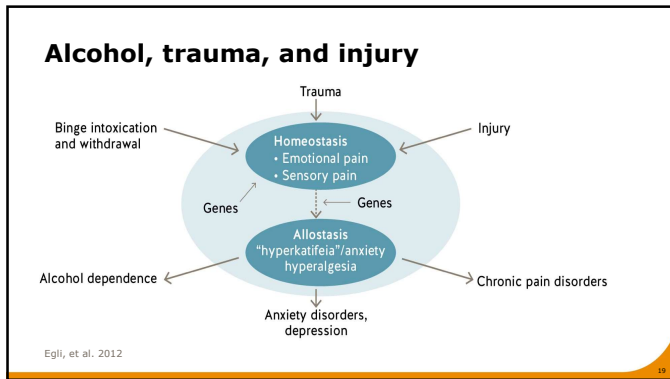 Alcohol, trauma, and injury
Trauma
Binge intoxication
and withdrawal
Injury
Homeostasis
• Emotional pain
• Sensory pain
Genes
Genes
Allostasis
“hyperkatifeia”/anxiety
hyperalgesia
Alcohol dependence
Chronic pain disorders
Anxiety disorders,
depression
Egli, et al. 2012
19